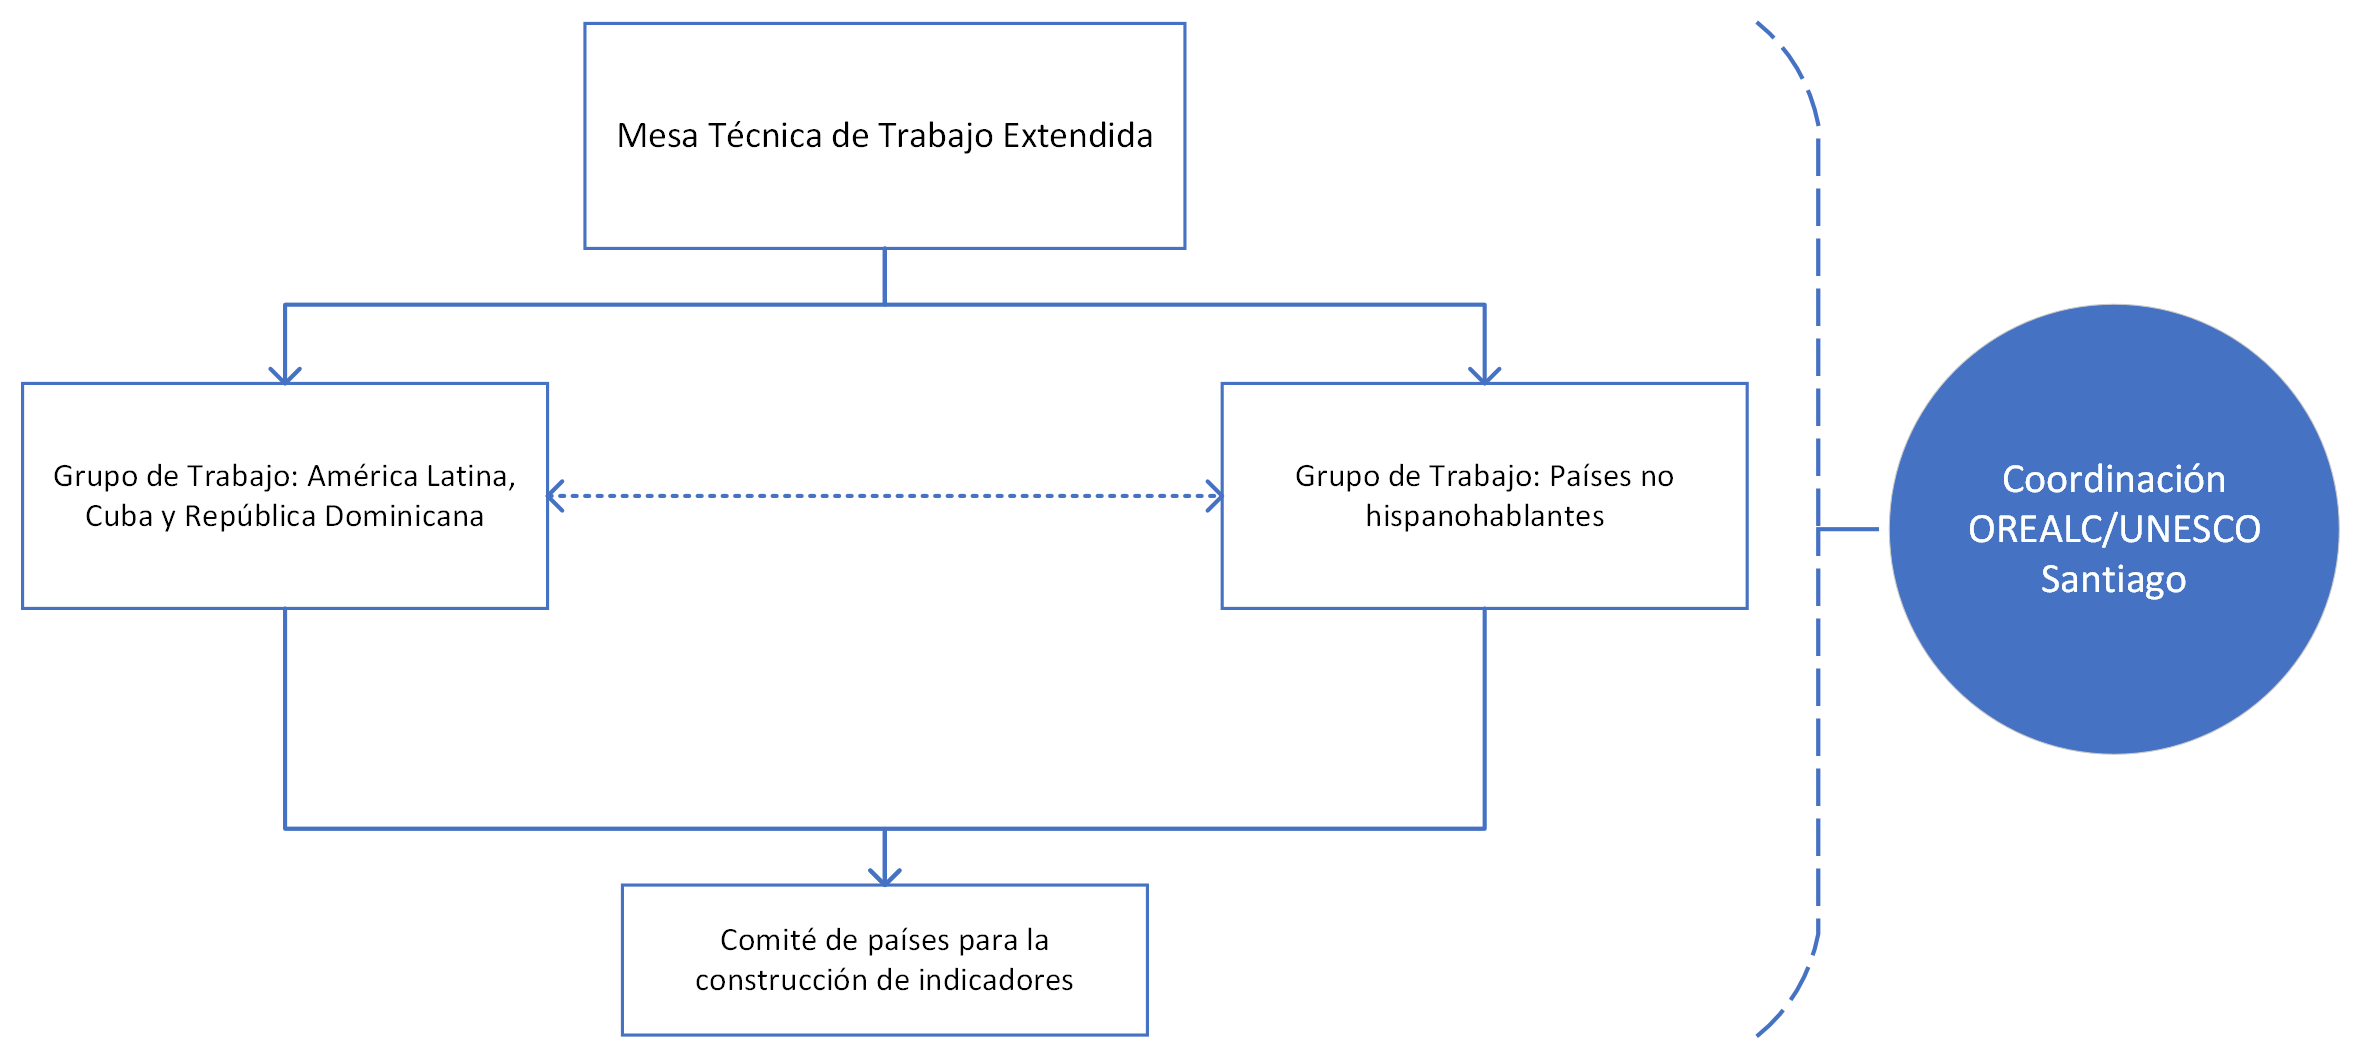 Mesa Técnica de Trabajo Extendida
Grupo de Trabajo: América Latina,
Cuba y República Dominicana
Grupo de Trabajo: Países no
hispanohablantes
Coordinación
OREALC/UNESCO
Santiago
Comité de países para la
construcción de indicadores